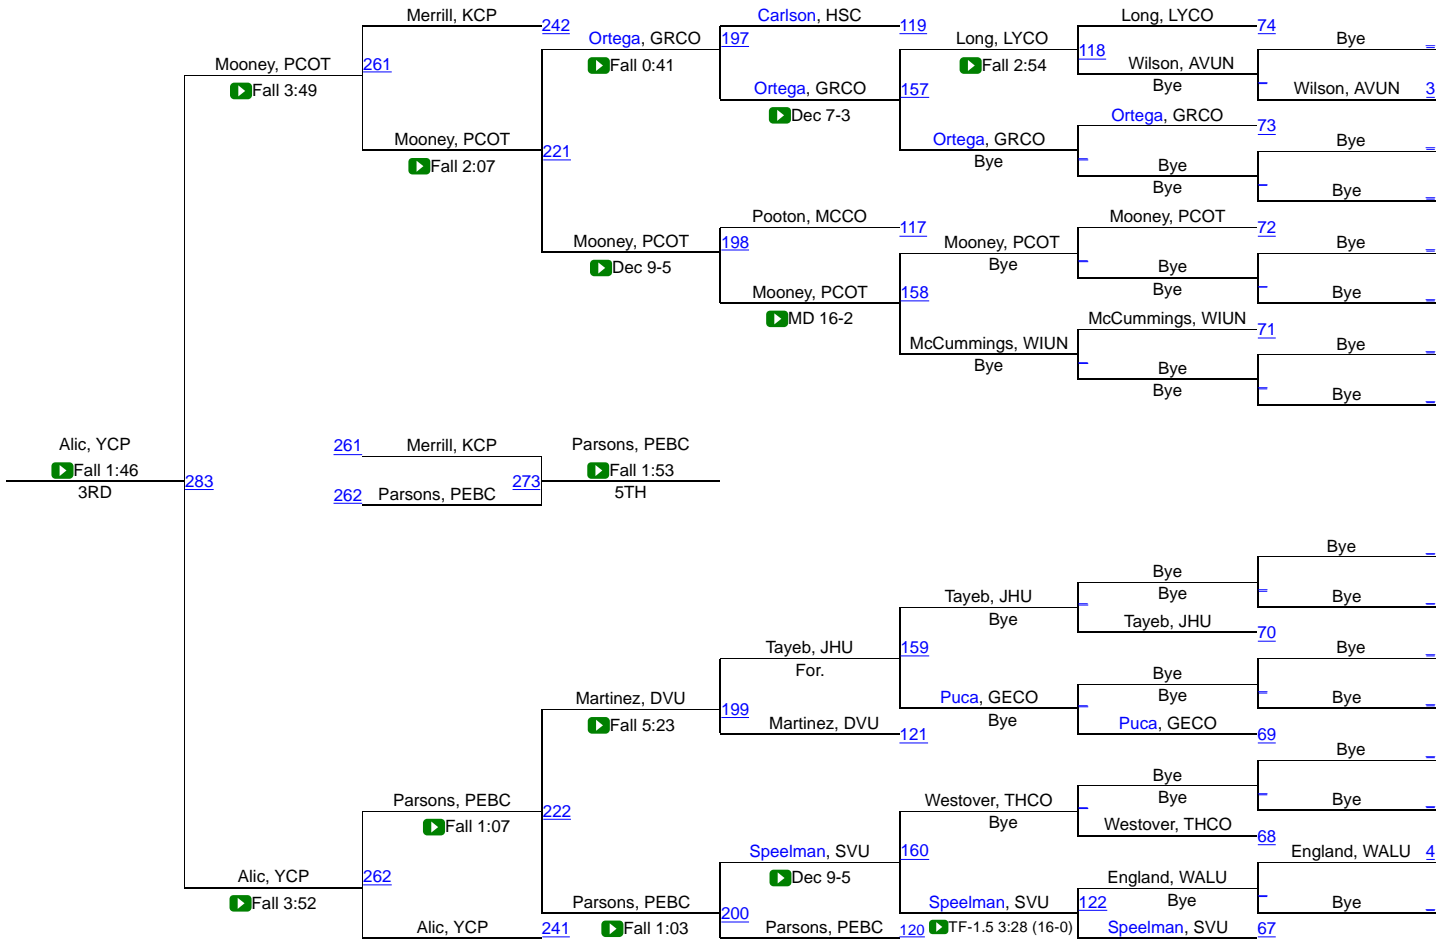 Merrill, KCP
242
Mooney, PCOT
Fall 3:49
261
Mooney, PCOT
Fall 2:07
221
Ortega, GRCO
Fall 0:41
197
Carlson, HSC
119
Ortega, GRCO
Dec 7-3
157
Long, LYCO
Fall 2:54
118
Long, LYCO
74
Wilson, AVUN
Bye
Bye
Wilson, AVUN 3
Ortega, GRCO
Bye
Ortega, GRCO
73
Bye
Bye
Bye
Bye
Mooney, PCOT
Dec 9-5
198
Pooton, MCCO
117
Mooney, PCOT
MD 16-2
158
Mooney, PCOT
Bye
Mooney, PCOT
72
Bye
Bye
Bye
Bye
McCummings, WIUN
Bye
McCummings, WIUN
71
Bye
Bye
Bye
Bye
Alic, YCP
Fall 1:46
3RD
283
261 Merrill, KCP
262 Parsons, PEBC
273
Parsons, PEBC
Fall 1:53
5TH
Bye
Bye
Bye
Bye
Tayeb, JHU
Bye
Tayeb, JHU
70
Tayeb, JHU
For.
159
Bye
Bye
Bye
Bye
Puca, GECO
Bye
Puca, GECO
69
Martinez, DVU
Fall 5:23
199
Martinez, DVU
121
Bye
Bye
Bye
Bye
Westover, THCO
Bye
Westover, THCO
68
Parsons, PEBC
Fall 1:07
222
Speelman, SVU
Dec 9-5
160
England, WALU 4
Bye
England, WALU
Bye
Speelman, SVU
TF-1.5 3:28 (16-0)
122
Speelman, SVU
67
Alic, YCP
Fall 3:52
262
Parsons, PEBC
Fall 1:03
200
Parsons, PEBC
120
Alic, YCP
241